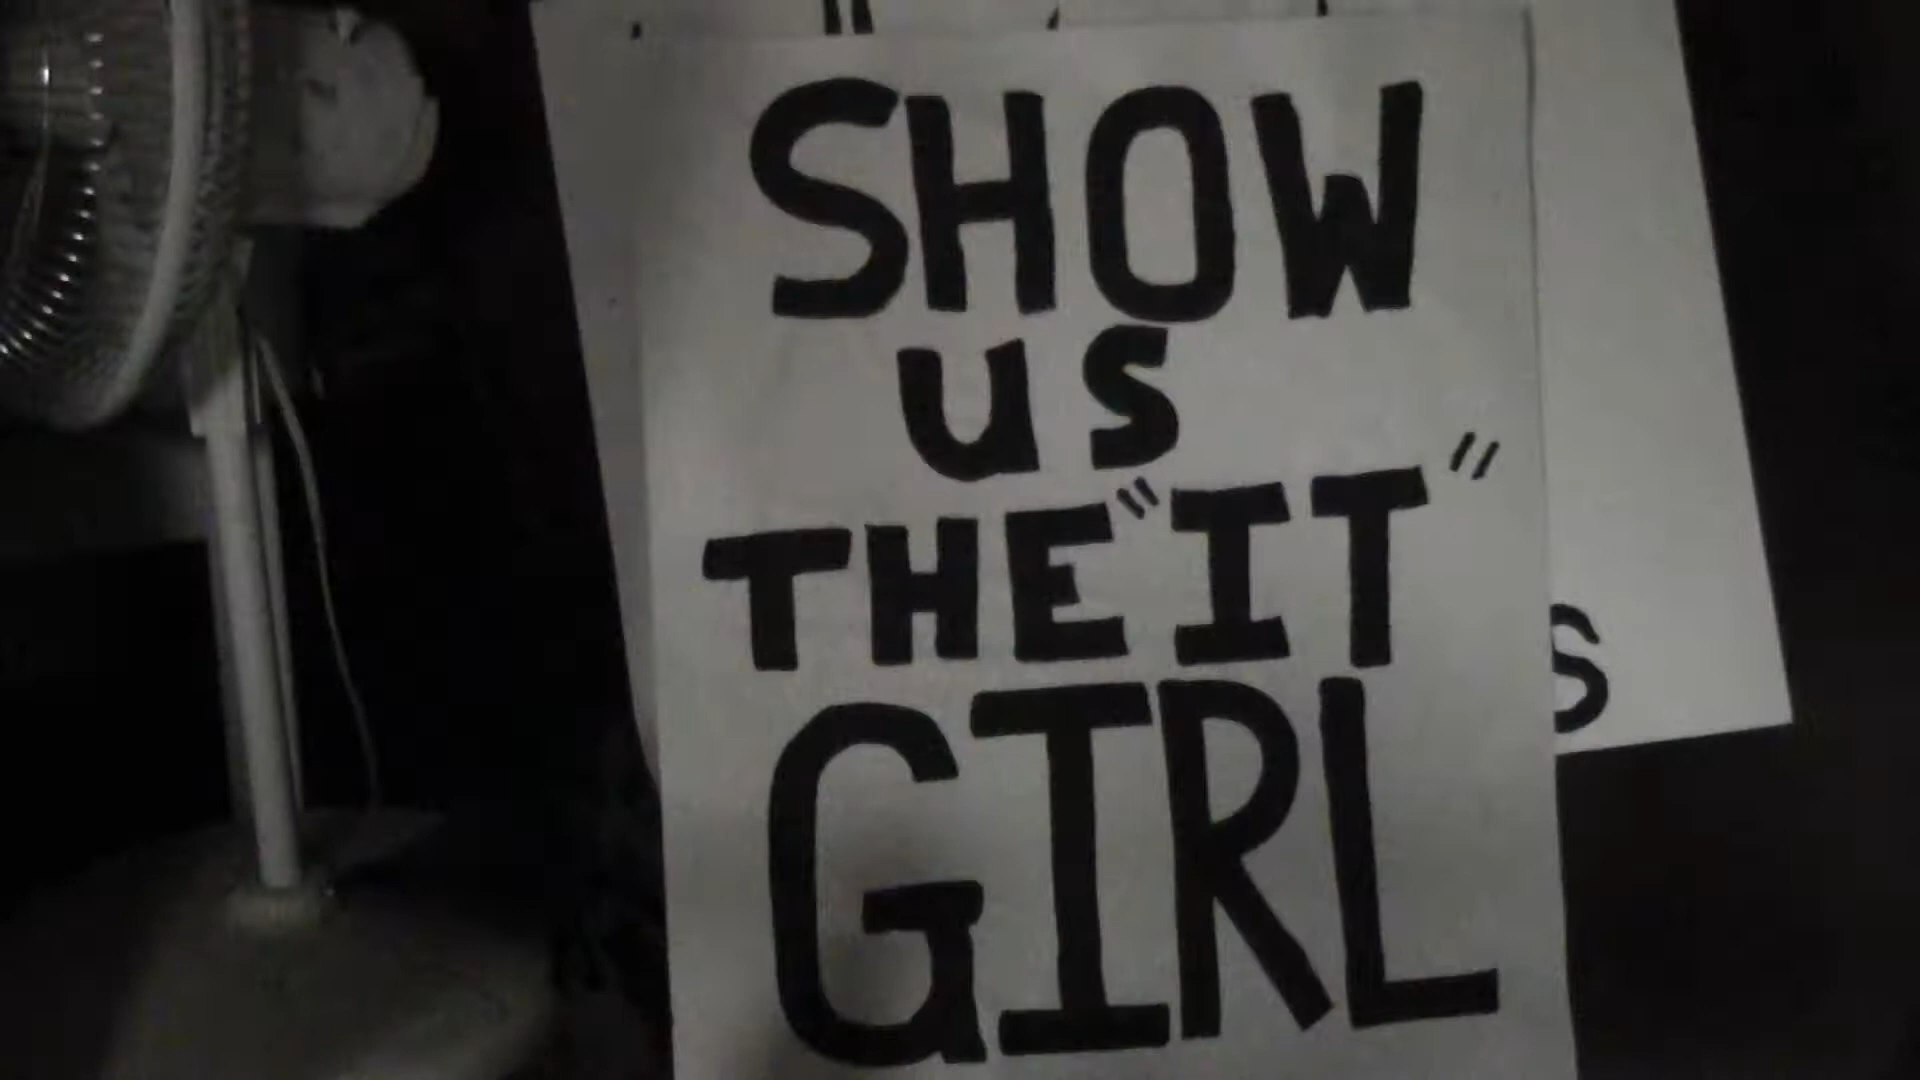 SHOW
US
THE "IT"
GIRL
S